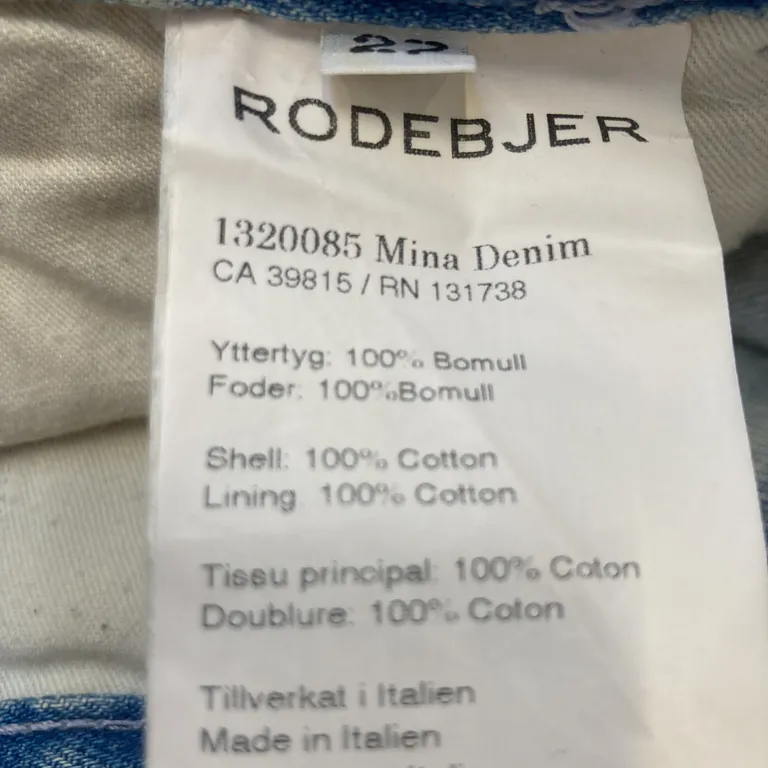 RODEBJER
1320085 Mina Denim
CA 39815 / RN 131738
Yttertyg: 100% Bomull
Foder: 100%Bomull
Shell: 100% Cotton
Lining 100% Cotton
Tissu principal: 100% Coton
Doublure: 100% Coton
Tillverkat i Italien
Made in Italien